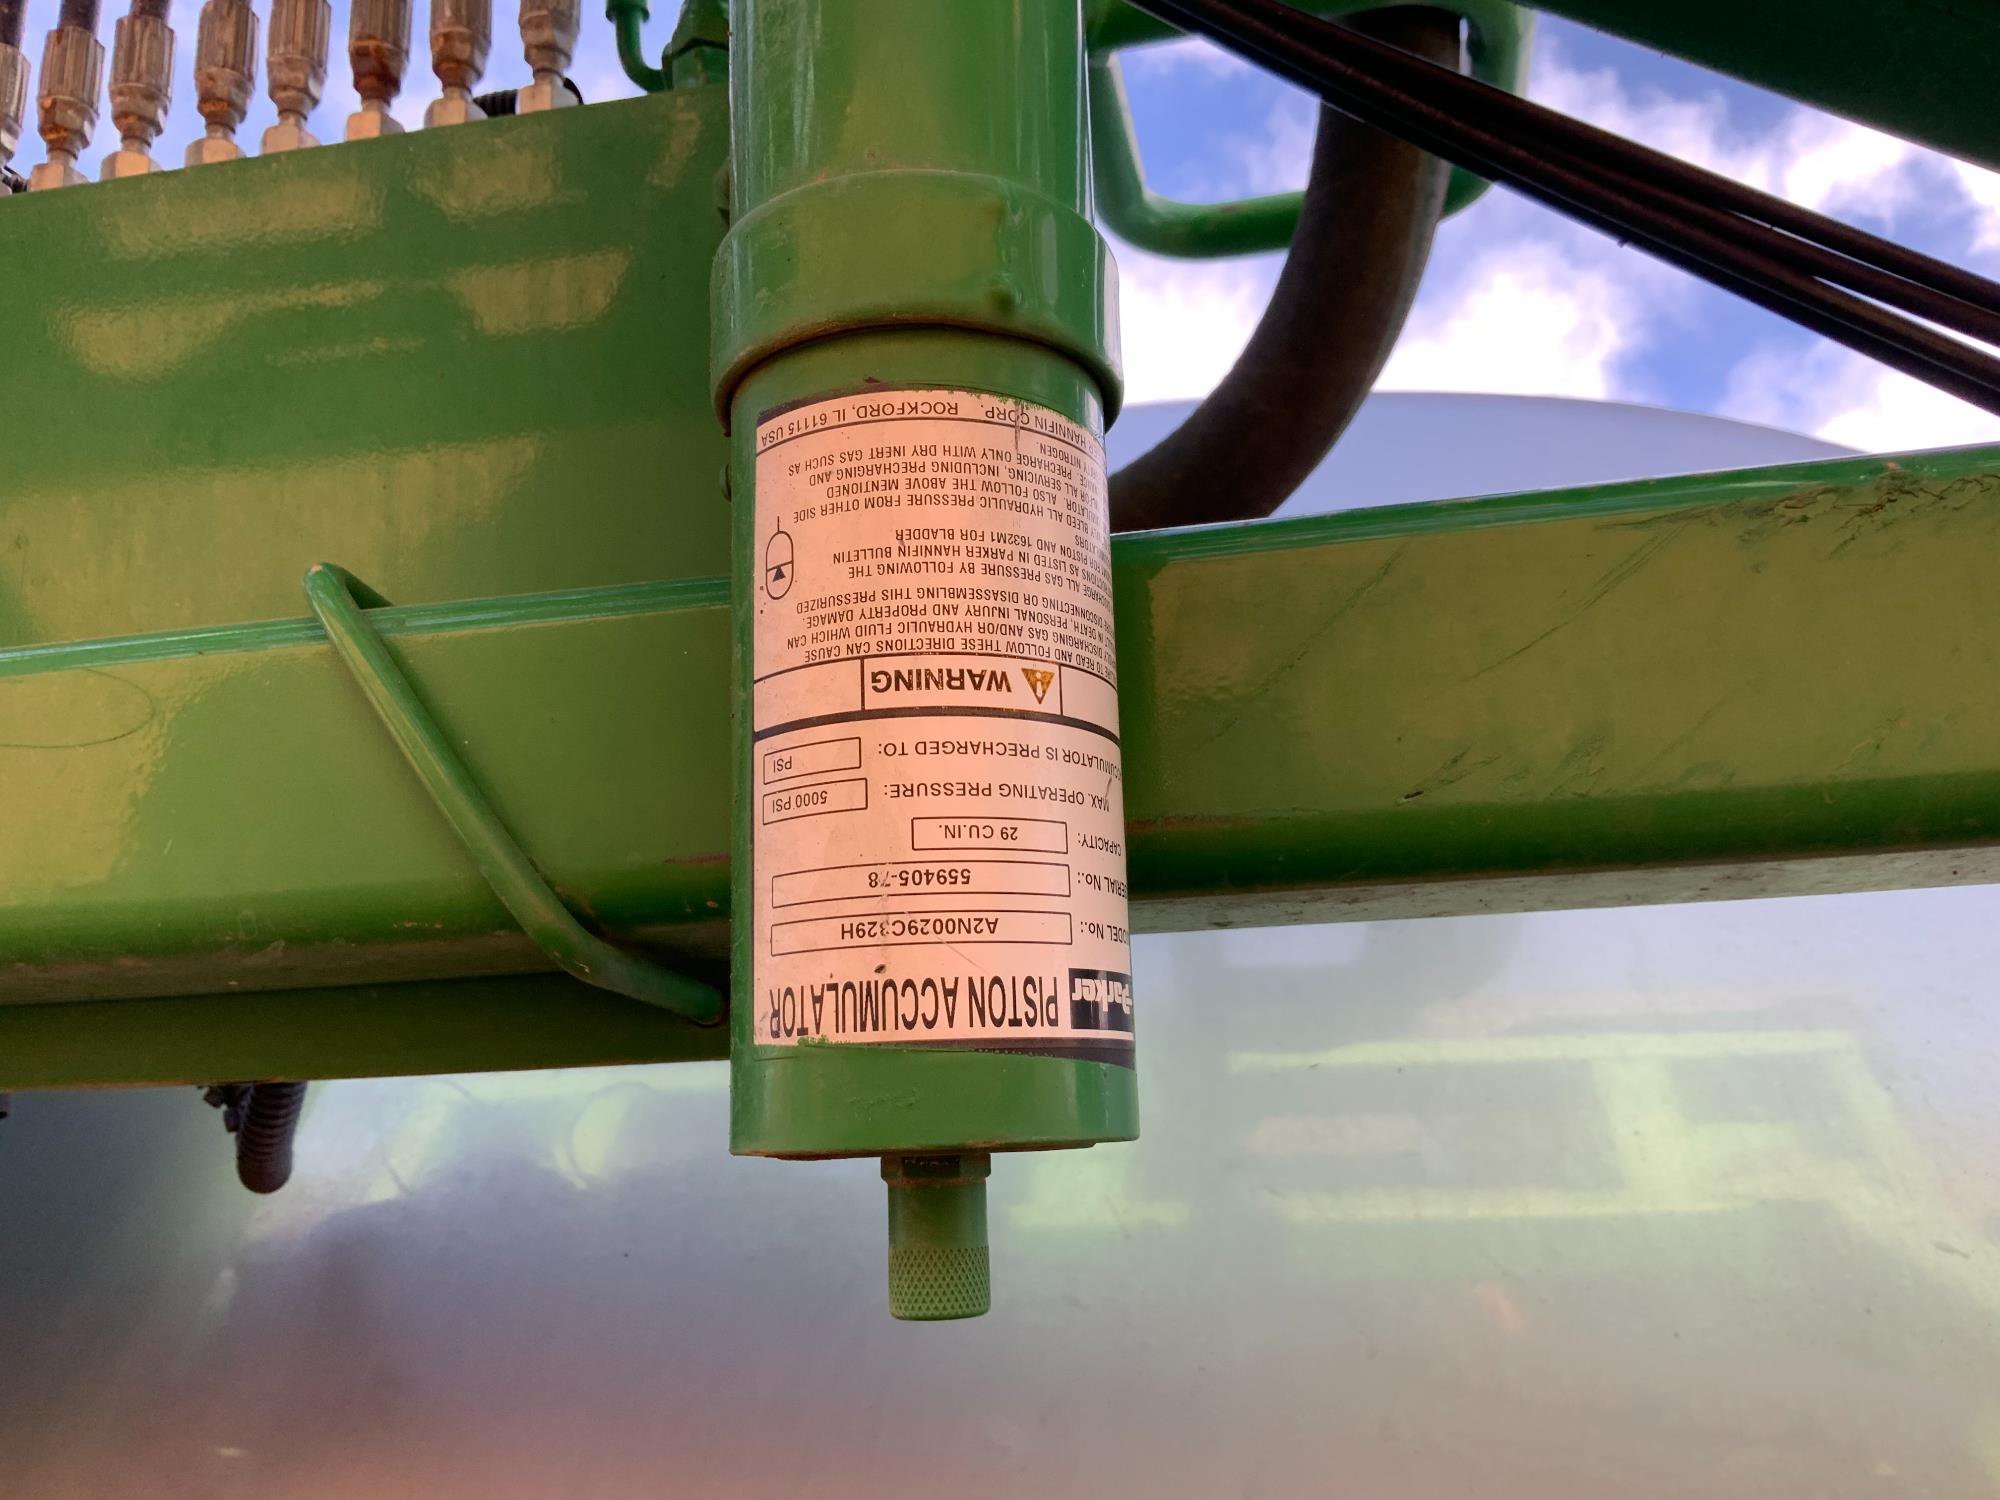 Parker PISTON ACCUMULATOR
MODEL No.: A2N0029C329H
SERIAL No.: 559405-78
CAPACITY: 29 CU.IN.
MAX. OPERATING PRESSURE: 5000 PSI
ACCUMULATOR IS PRECHARGED TO: PSI
WARNING
TO READ AND FOLLOW THESE DIRECTIONS CAN CAUSE
DISCHARGING GAS AND/OR HYDRAULIC FLUID WHICH CAN
IN DEATH, PERSONAL INJURY AND PROPERTY DAMAGE.
DISCONNECTING OR DISASSEMBLING THIS PRESSURIZED
DISCHARGE ALL GAS PRESSURE BY FOLLOWING THE
AS LISTED IN PARKER HANNIFIN BULLETIN
FOR PISTON AND 1632M1 FOR BLADDER
BLEED ALL HYDRAULIC PRESSURE FROM OTHER SIDE
ALSO FOLLOW THE ABOVE MENTIONED
FOR ALL SERVICING, INCLUDING PRECHARGING AND
PRECHARGE ONLY WITH DRY INERT GAS SUCH AS
NITROGEN.
HANNIFIN CORP. ROCKFORD, IL 61115 USA